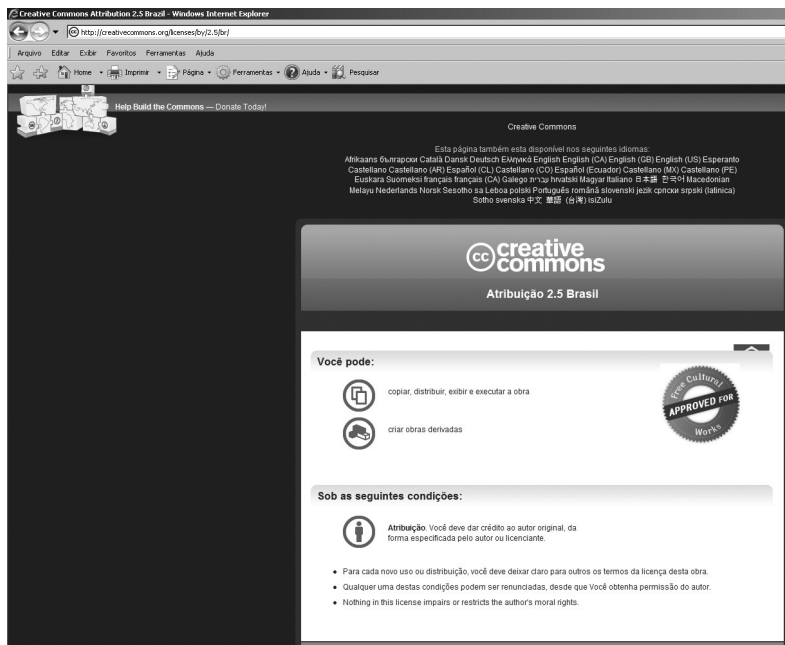 Creative Commons Attribution 2.5 Brazil - Windows Internet Explorer
http://creativecommons.org/licenses/by/2.5/br/
Arquivo Editar Exibir Favoritos Ferramentas Ajuda
Home Imprimir Página Ferramentas Ajuda Pesquisar
Help Build the Commons — Donate Today!
Creative Commons
Esta página também esta disponível nos seguintes idiomas:
Afrikaans български Català Dansk Deutsch Ελληνικά English English (CA) English (GB) English (US) Esperanto
Castellano Castellano (AR) Español (CL) Castellano (CO) Español (Ecuador) Castellano (MX) Castellano (PE)
Euskara Suomeksi français français (CA) Galego עברית hrvatski Magyar Italiano 日本語 한국어 Macedonian
Melayu Nederlands Norsk Sesotho sa Leboa polski Português română slovenski jezik српски srpski (latinica)
Sotho svenska 中文 華語 (台灣) isiZulu
cc creative
commons
Atribuição 2.5 Brasil
Você pode:
copiar, distribuir, exibir e executar a obra
criar obras derivadas
Free Cultural
APPROVED FOR
Works
Sob as seguintes condições:
Atribuição. Você deve dar crédito ao autor original, da
forma especificada pelo autor ou licenciante.
Para cada novo uso ou distribuição, você deve deixar claro para outros os termos da licença desta obra.
Qualquer uma destas condições podem ser renunciadas, desde que Você obtenha permissão do autor.
Nothing in this license impairs or restricts the author's moral rights.